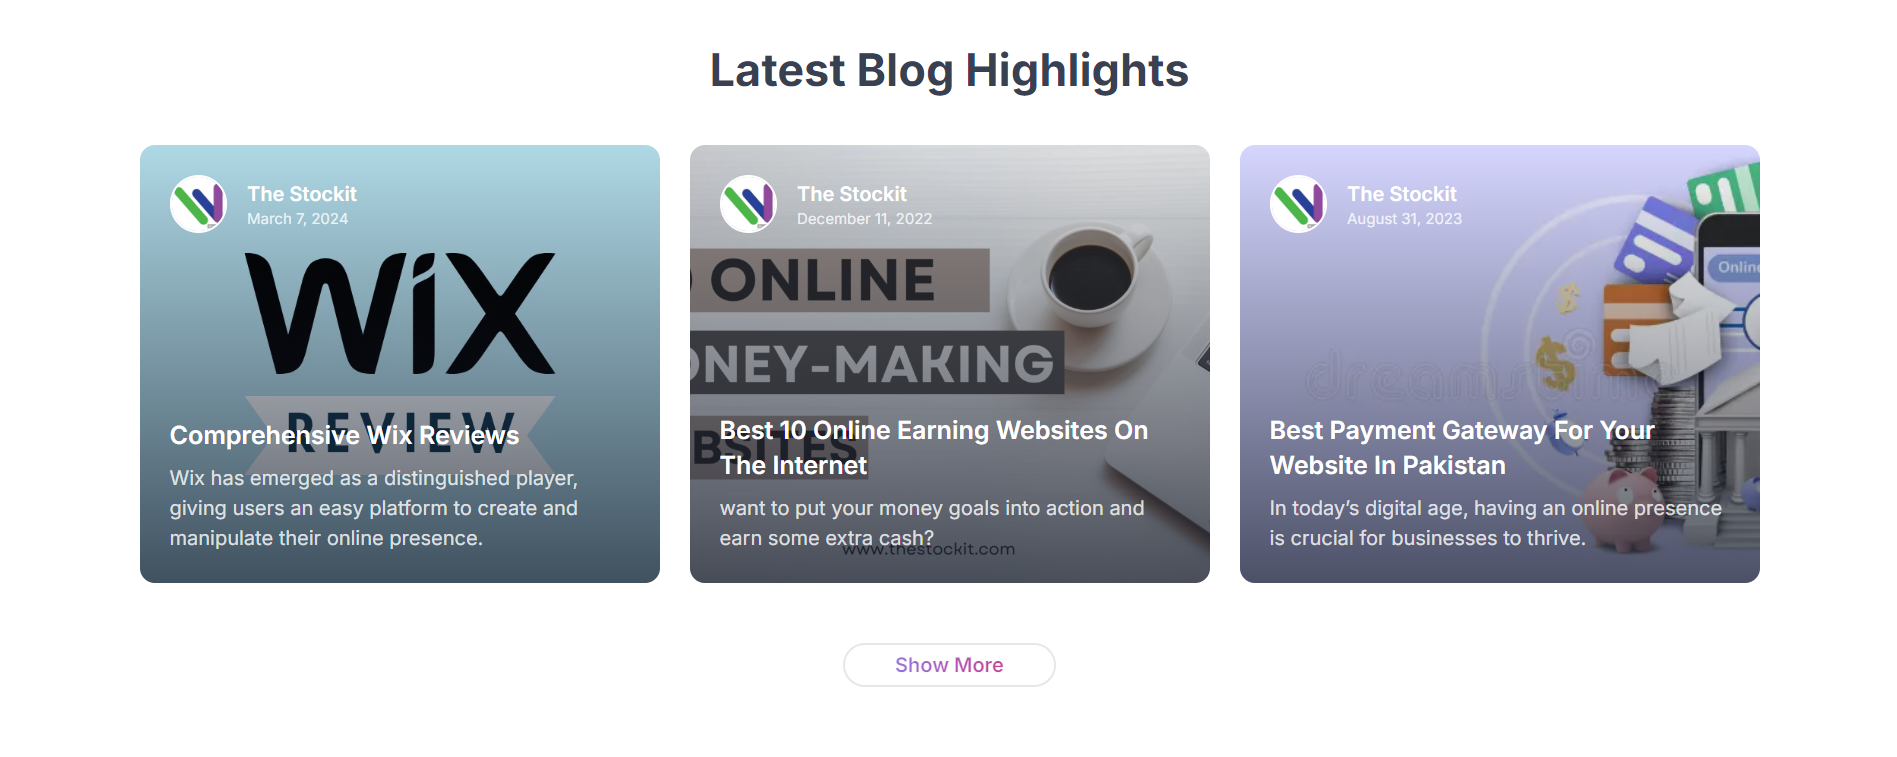 Latest Blog Highlights
The Stockit
March 7, 2024
WiX
REVIEW
Comprehensive Wix Reviews
Wix has emerged as a distinguished player,
giving users an easy platform to create and
manipulate their online presence.
The Stockit
December 11, 2022
ONLINE
ONEY-MAKING
BSITES
Best 10 Online Earning Websites On
The Internet
want to put your money goals into action and
earn some extra cash?
www.thestockit.com
The Stockit
August 31, 2023
Online
dreamstime
Best Payment Gateway For Your
Website In Pakistan
In today’s digital age, having an online presence
is crucial for businesses to thrive.
Show More